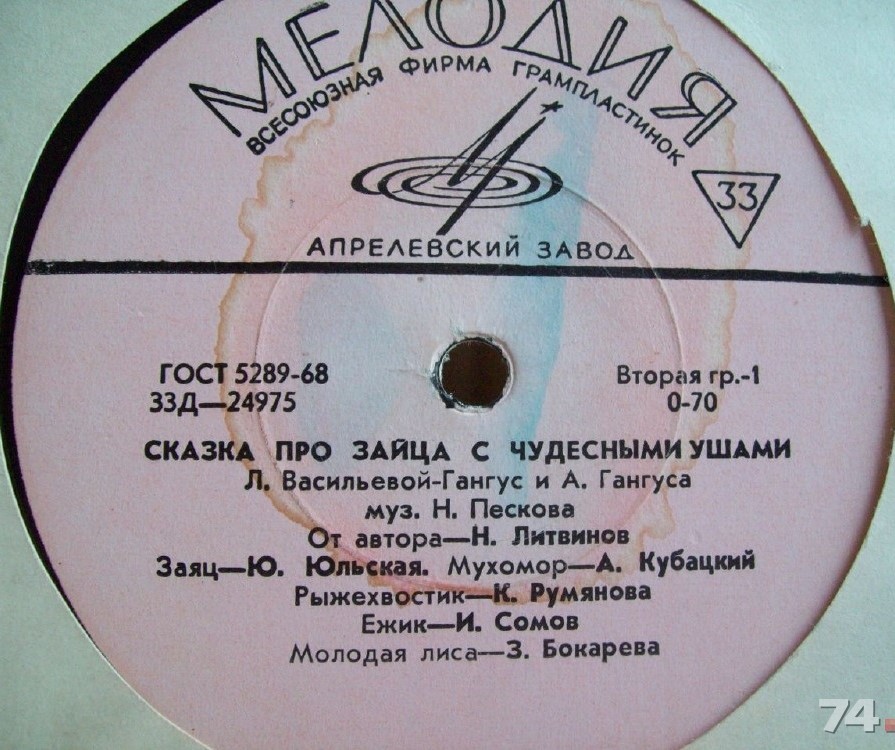 МЕЛОДИЯ
ВСЕСОЮЗНАЯ ФИРМА ГРАМПЛАСТИНОК
33
АПРЕЛЕВСКИЙ ЗАВОД
ГОСТ 5289-68 Вторая гр.-1
33Д—24975 0-70
СКАЗКА ПРО ЗАЙЦА С ЧУДЕСНЫМИ УШАМИ
Л. Васильевой-Гангус и А. Гангуса
муз. Н. Пескова
От автора—Н. Литвинов
Заяц—Ю. Юльская. Мухомор—А. Кубацкий
Рыжехвостик—К. Румянова
Ежик—И. Сомов
Молодая лиса—З. Бокарева
74.